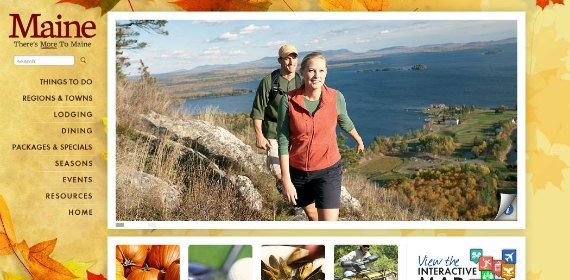 Maine
There's More To Maine
search
THINGS TO DO
REGIONS & TOWNS
LODGING
DINING
PACKAGES & SPECIALS
SEASONS
EVENTS
RESOURCES
HOME
View the
INTERACTIVE
MAP